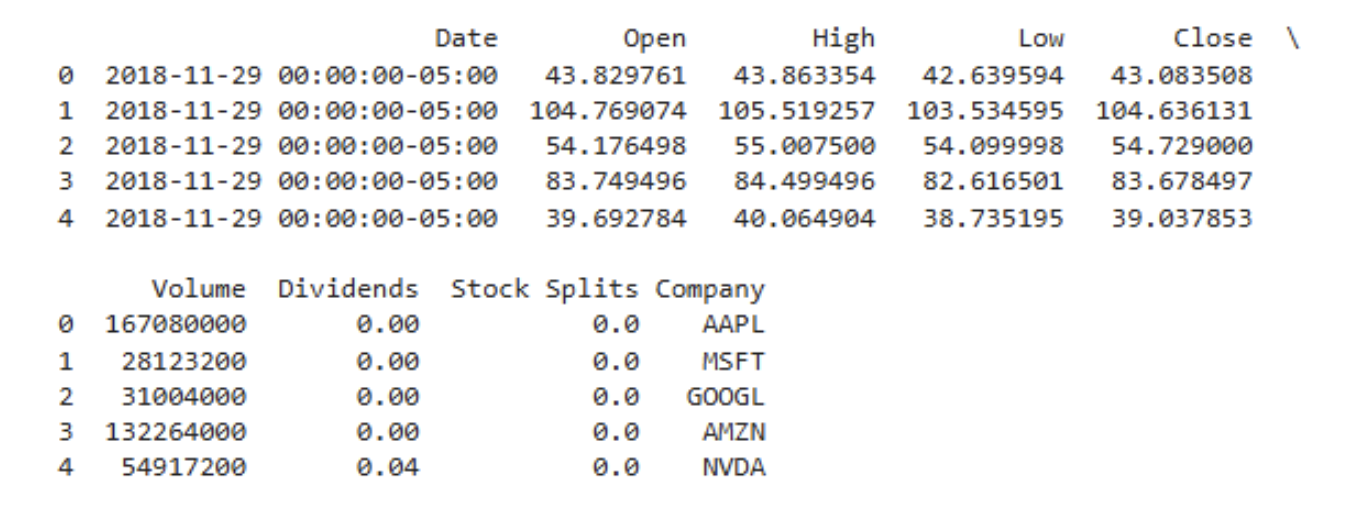 Date Open High Low Close \
0 2018-11-29 00:00:00-05:00 43.829761 43.863354 42.639594 43.083508
1 2018-11-29 00:00:00-05:00 104.769074 105.519257 103.534595 104.636131
2 2018-11-29 00:00:00-05:00 54.176498 55.007500 54.099998 54.729000
3 2018-11-29 00:00:00-05:00 83.749496 84.499496 82.616501 83.678497
4 2018-11-29 00:00:00-05:00 39.692784 40.064904 38.735195 39.037853
Volume Dividends Stock Splits Company
0 167080000 0.00 0.0 AAPL
1 28123200 0.00 0.0 MSFT
2 31004000 0.00 0.0 GOOGL
3 132264000 0.00 0.0 AMZN
4 54917200 0.04 0.0 NVDA